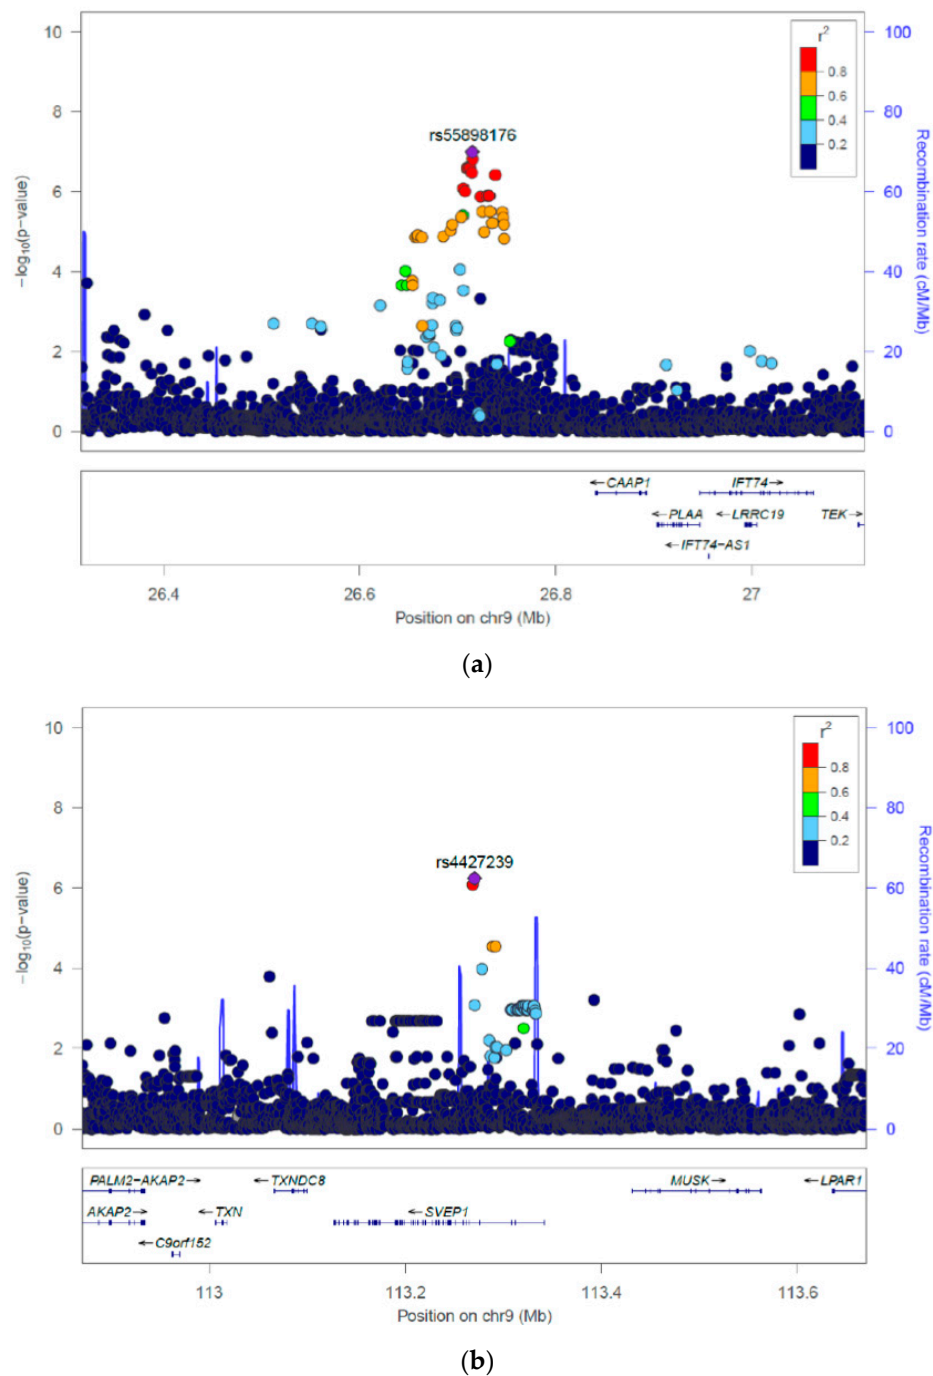 10
8
6
4
2
0
−log10(p−value)
rs55898176
r2
0.8
0.6
0.4
0.2
100
80
60
40
20
0
Recombination rate (cM/Mb)
←CAAP1
IFT74→
←PLAA
←LRRC19
TEK→
←IFT74−AS1
26.4
26.6
26.8
27
Position on chr9 (Mb)
(a)
10
8
6
4
2
0
−log10(p−value)
rs4427239
r2
0.8
0.6
0.4
0.2
100
80
60
40
20
0
Recombination rate (cM/Mb)
PALM2−AKAP2→
←TXNDC8
MUSK→
←LPAR1
AKAP2→
←TXN
←SVEP1
←C9orf152
113
113.2
113.4
113.6
Position on chr9 (Mb)
(b)